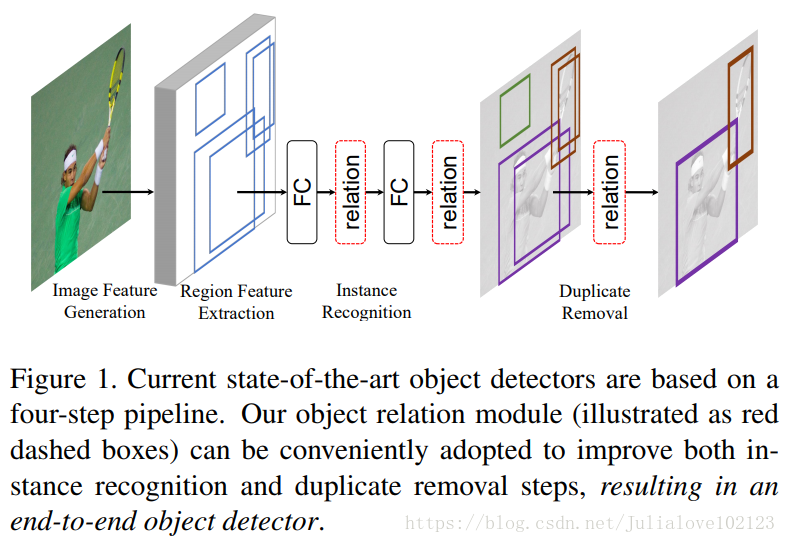 FC
relation
FC
relation
relation
Image Feature
Generation
Region Feature
Extraction
Instance
Recognition
Duplicate
Removal
Figure 1. Current state-of-the-art object detectors are based on a
four-step pipeline. Our object relation module (illustrated as red
dashed boxes) can be conveniently adopted to improve both in-
stance recognition and duplicate removal steps, resulting in an
end-to-end object detector.
https://blog.csdn.net/Julialove102123